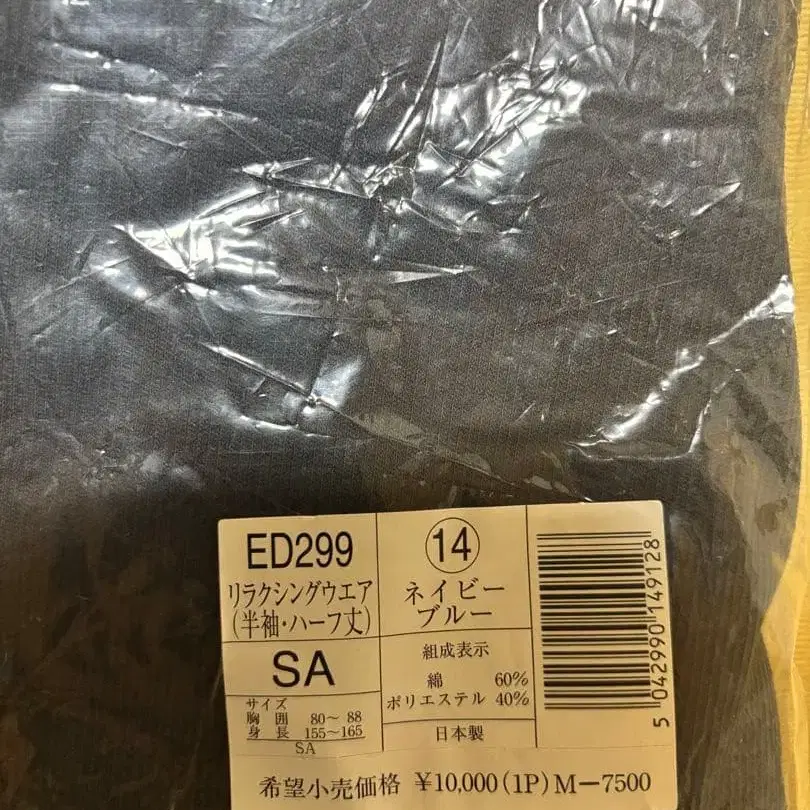 ED299
リラクシングウエア
(半袖・ハーフ丈)
SA
サイズ
胸囲 80〜 88
身長 155〜165
SA
14
ネイビー
ブルー
組成表示
綿 60%
ポリエステル 40%
日本製
5 042990 149128
希望小売価格 ¥10,000(1P)M−7500